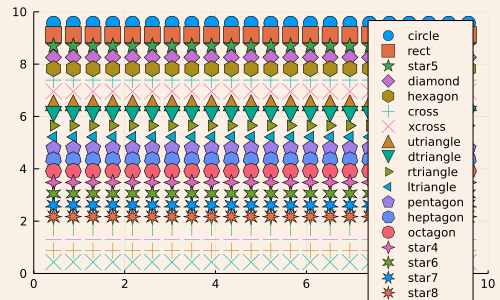 10
8
6
4
2
0
0
2
4
6
10
circle
rect
star5
diamond
hexagon
cross
xcross
utriangle
dtriangle
rtriangle
ltriangle
pentagon
heptagon
octagon
star4
star6
star7
star8